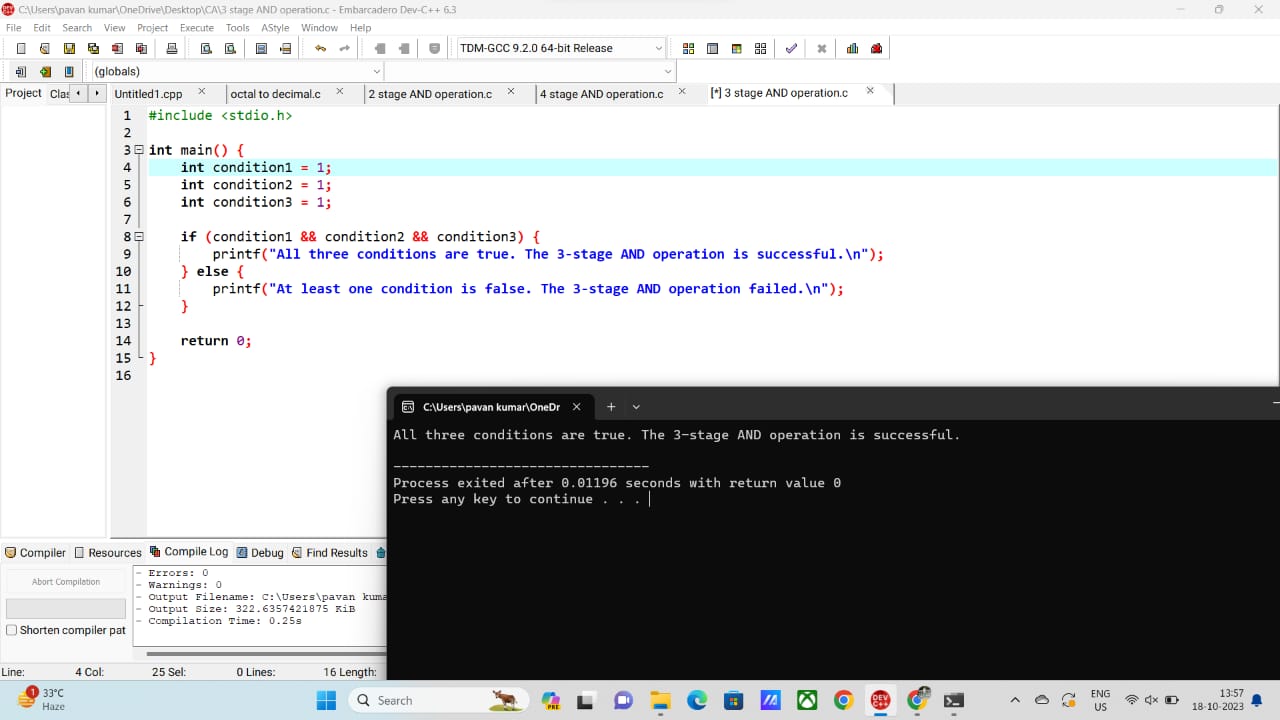 C:\Users\pavan kumar\OneDrive\Desktop\CA\3 stage AND operation.c - Embarcadero Dev-C++ 6.3
File Edit Search View Project Execute Tools AStyle Window Help
TDM-GCC 9.2.0 64-bit Release
(globals)
Project Clas Untitled1.cpp octal to decimal.c 2 stage AND operation.c 4 stage AND operation.c [*] 3 stage AND operation.c
1 #include <stdio.h>
2
3 int main() {
4 int condition1 = 1;
5 int condition2 = 1;
6 int condition3 = 1;
7
8 if (condition1 && condition2 && condition3) {
9 printf("All three conditions are true. The 3-stage AND operation is successful.\n");
10 } else {
11 printf("At least one condition is false. The 3-stage AND operation failed.\n");
12 }
13
14 return 0;
15 }
16
C:\Users\pavan kumar\OneDr
All three conditions are true. The 3-stage AND operation is successful.
--------------------------------
Process exited after 0.01196 seconds with return value 0
Press any key to continue . . .
Compiler Resources Compile Log Debug Find Results
Abort Compilation
Shorten compiler pat
- Errors: 0
- Warnings: 0
- Output Filename: C:\Users\pavan kuma
- Output Size: 322.6357421875 KiB
- Compilation Time: 0.25s
Line: 4 Col: 25 Sel: 0 Lines: 16 Length:
1
33°C
Haze
Search
PRE
DEV
C++
ENG
US
13:57
18-10-2023